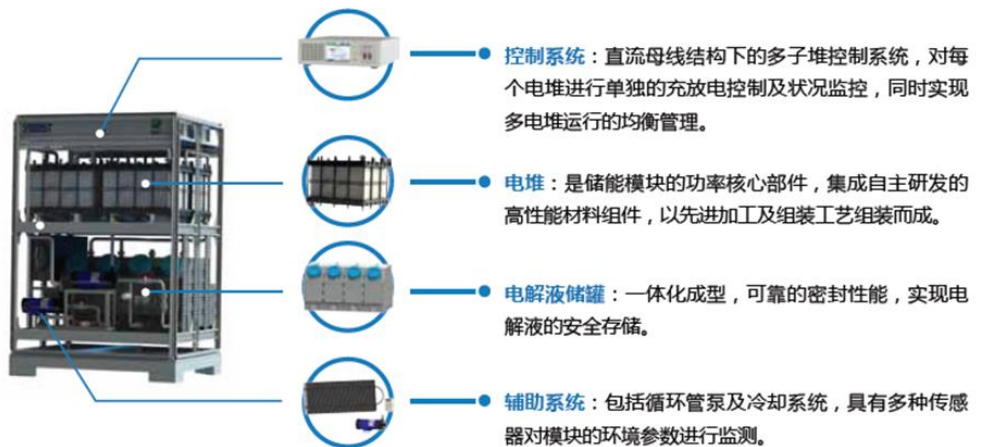 控制系统：直流母线结构下的多子堆控制系统，对每
个电堆进行单独的充放电控制及状况监控，同时实现
多电堆运行的均衡管理。
电堆：是储能模块的功率核心部件，集成自主研发的
高性能材料组件，以先进加工及组装工艺组装而成。
电解液储罐：一体化成型，可靠的密封性能，实现电
解液的安全存储。
辅助系统：包括循环管泵及冷却系统，具有多种传感
器对模块的环境参数进行监测。